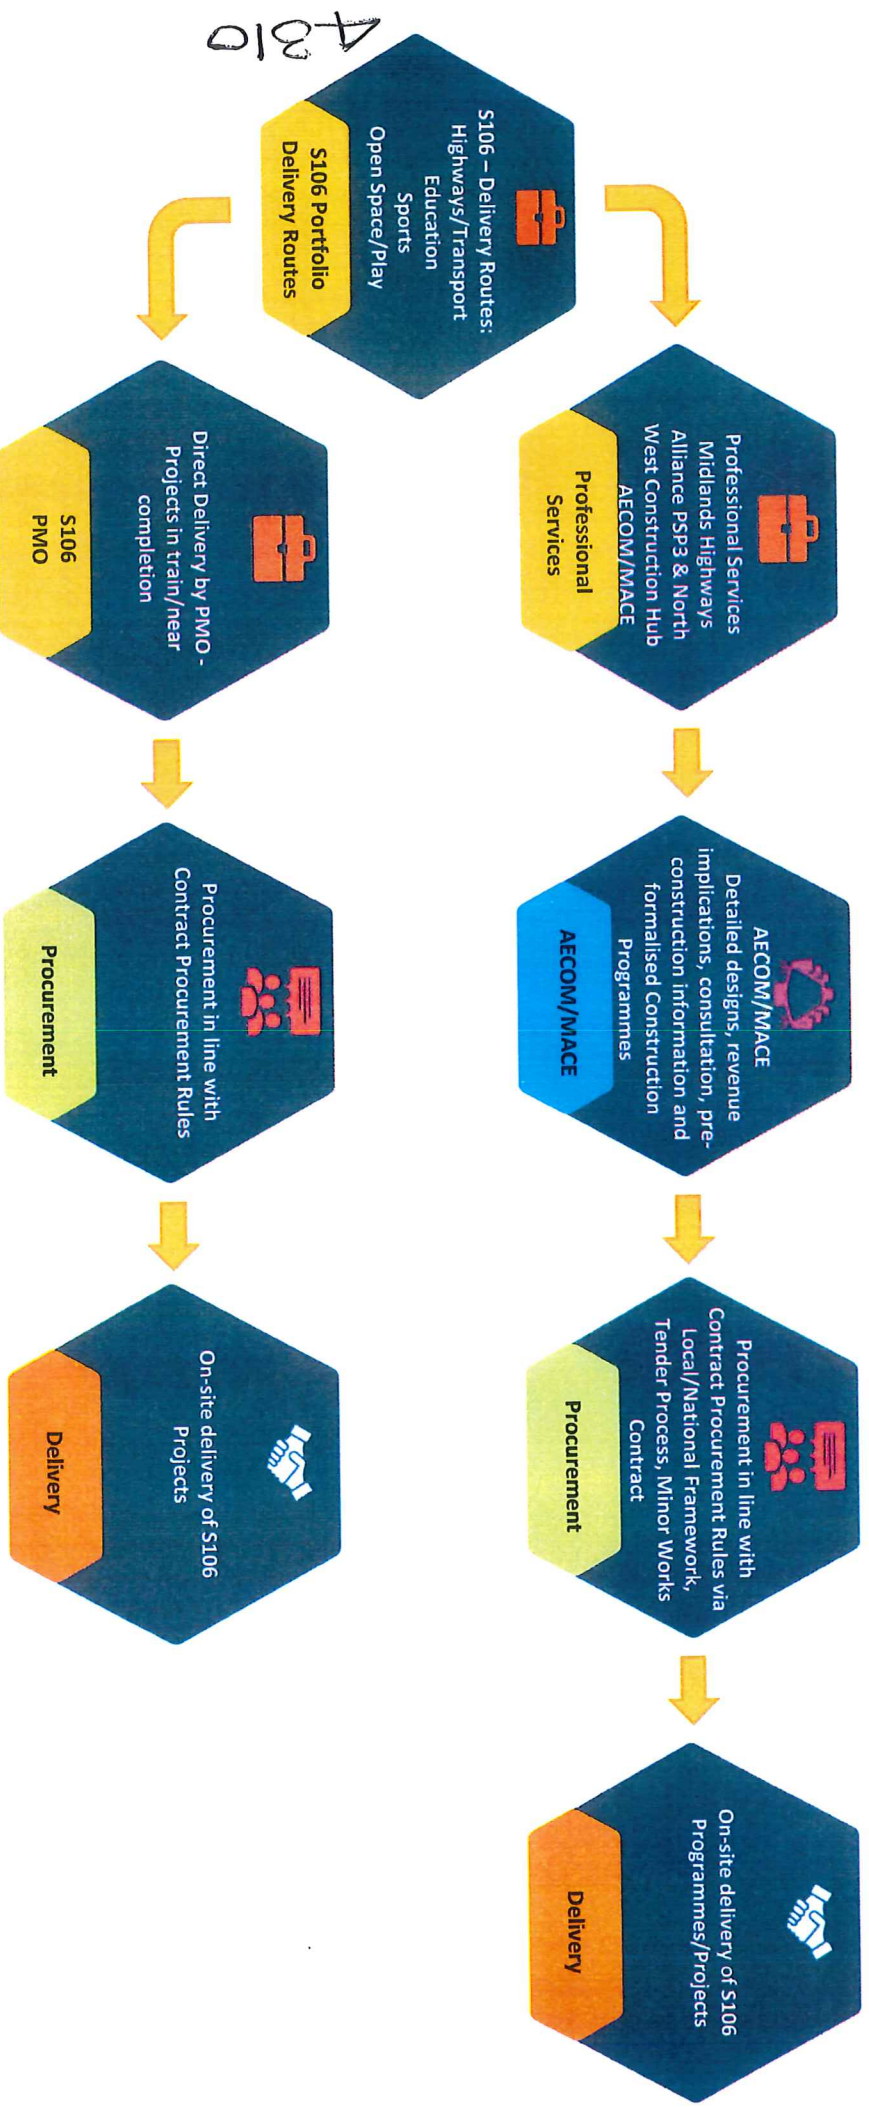 S106 – Delivery Routes:
Highways/Transport
Education
Sports
Open Space/Play
S106 Portfolio
Delivery Routes
Professional Services
Midlands Highways
Alliance PSP3 & North
West Construction Hub
AECOM/MACE
Professional
Services
AECOM/MACE
Detailed designs, revenue
implications, consultation, pre-
construction information and
formalised Construction
Programmes
AECOM/MACE
Procurement in line with
Contract Procurement Rules via
Local/National Framework,
Tender Process, Minor Works
Contract
Procurement
On-site delivery of S106
Programmes/Projects
Delivery
Direct Delivery by PMO -
Projects in train/near
completion
S106
PMO
Procurement in line with
Contract Procurement Rules
Procurement
On-site delivery of S106
Projects
Delivery